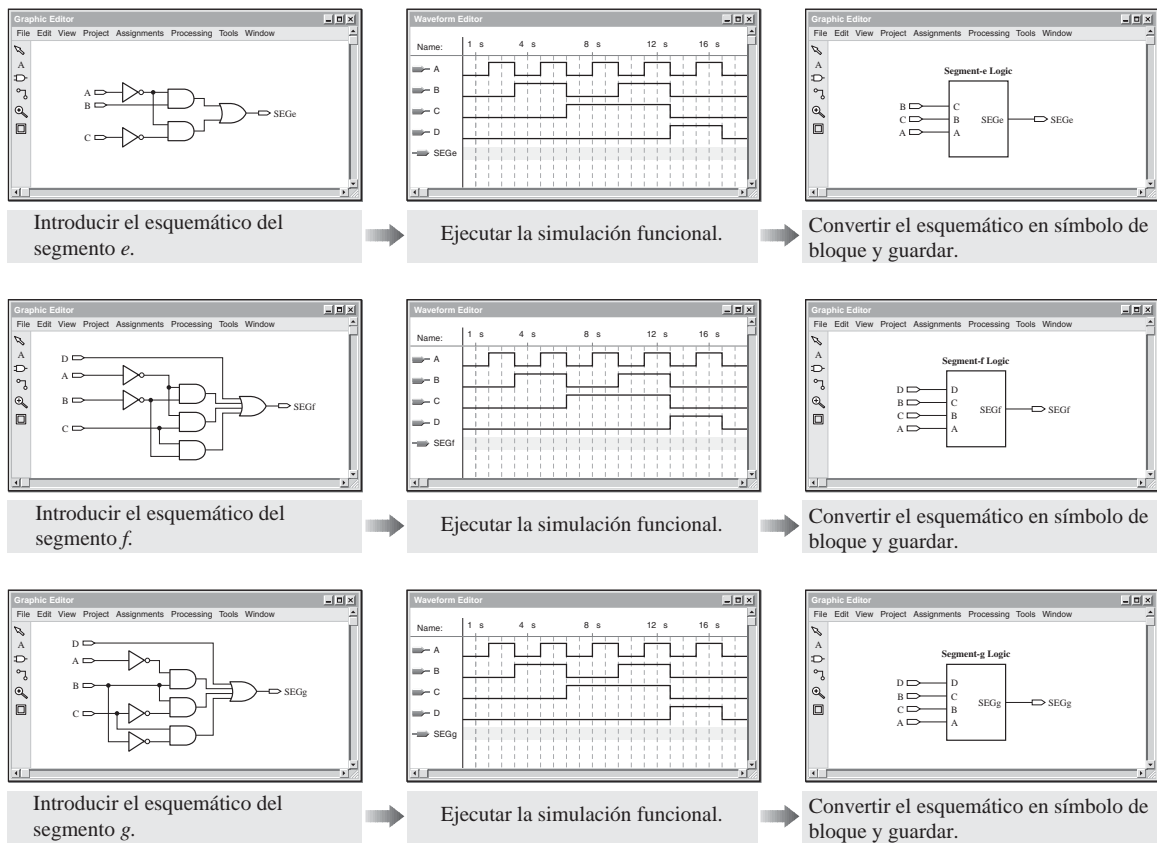 Graphic Editor
File Edit View Project Assignments Processing Tools Window
A
A
B
C
SEGe
Waveform Editor
Name:
1 s 4 s 8 s 12 s 16 s
A
B
C
D
SEGe
Graphic Editor
File Edit View Project Assignments Processing Tools Window
A
Segment-e Logic
B C
C B SEGe SEGe
A A
Introducir el esquemático del
segmento e.
Ejecutar la simulación funcional.
Convertir el esquemático en símbolo de
bloque y guardar.
Graphic Editor
File Edit View Project Assignments Processing Tools Window
A
D
A
B
C
SEGf
Waveform Editor
Name:
1 s 4 s 8 s 12 s 16 s
A
B
C
D
SEGf
Graphic Editor
File Edit View Project Assignments Processing Tools Window
A
Segment-f Logic
D D
B C
C B SEGf SEGf
A A
Introducir el esquemático del
segmento f.
Ejecutar la simulación funcional.
Convertir el esquemático en símbolo de
bloque y guardar.
Graphic Editor
File Edit View Project Assignments Processing Tools Window
A
D
A
B
C
SEGg
Waveform Editor
Name:
1 s 4 s 8 s 12 s 16 s
A
B
C
D
SEGg
Graphic Editor
File Edit View Project Assignments Processing Tools Window
A
Segment-g Logic
D D
B C
C B SEGg SEGg
A A
Introducir el esquemático del
segmento g.
Ejecutar la simulación funcional.
Convertir el esquemático en símbolo de
bloque y guardar.